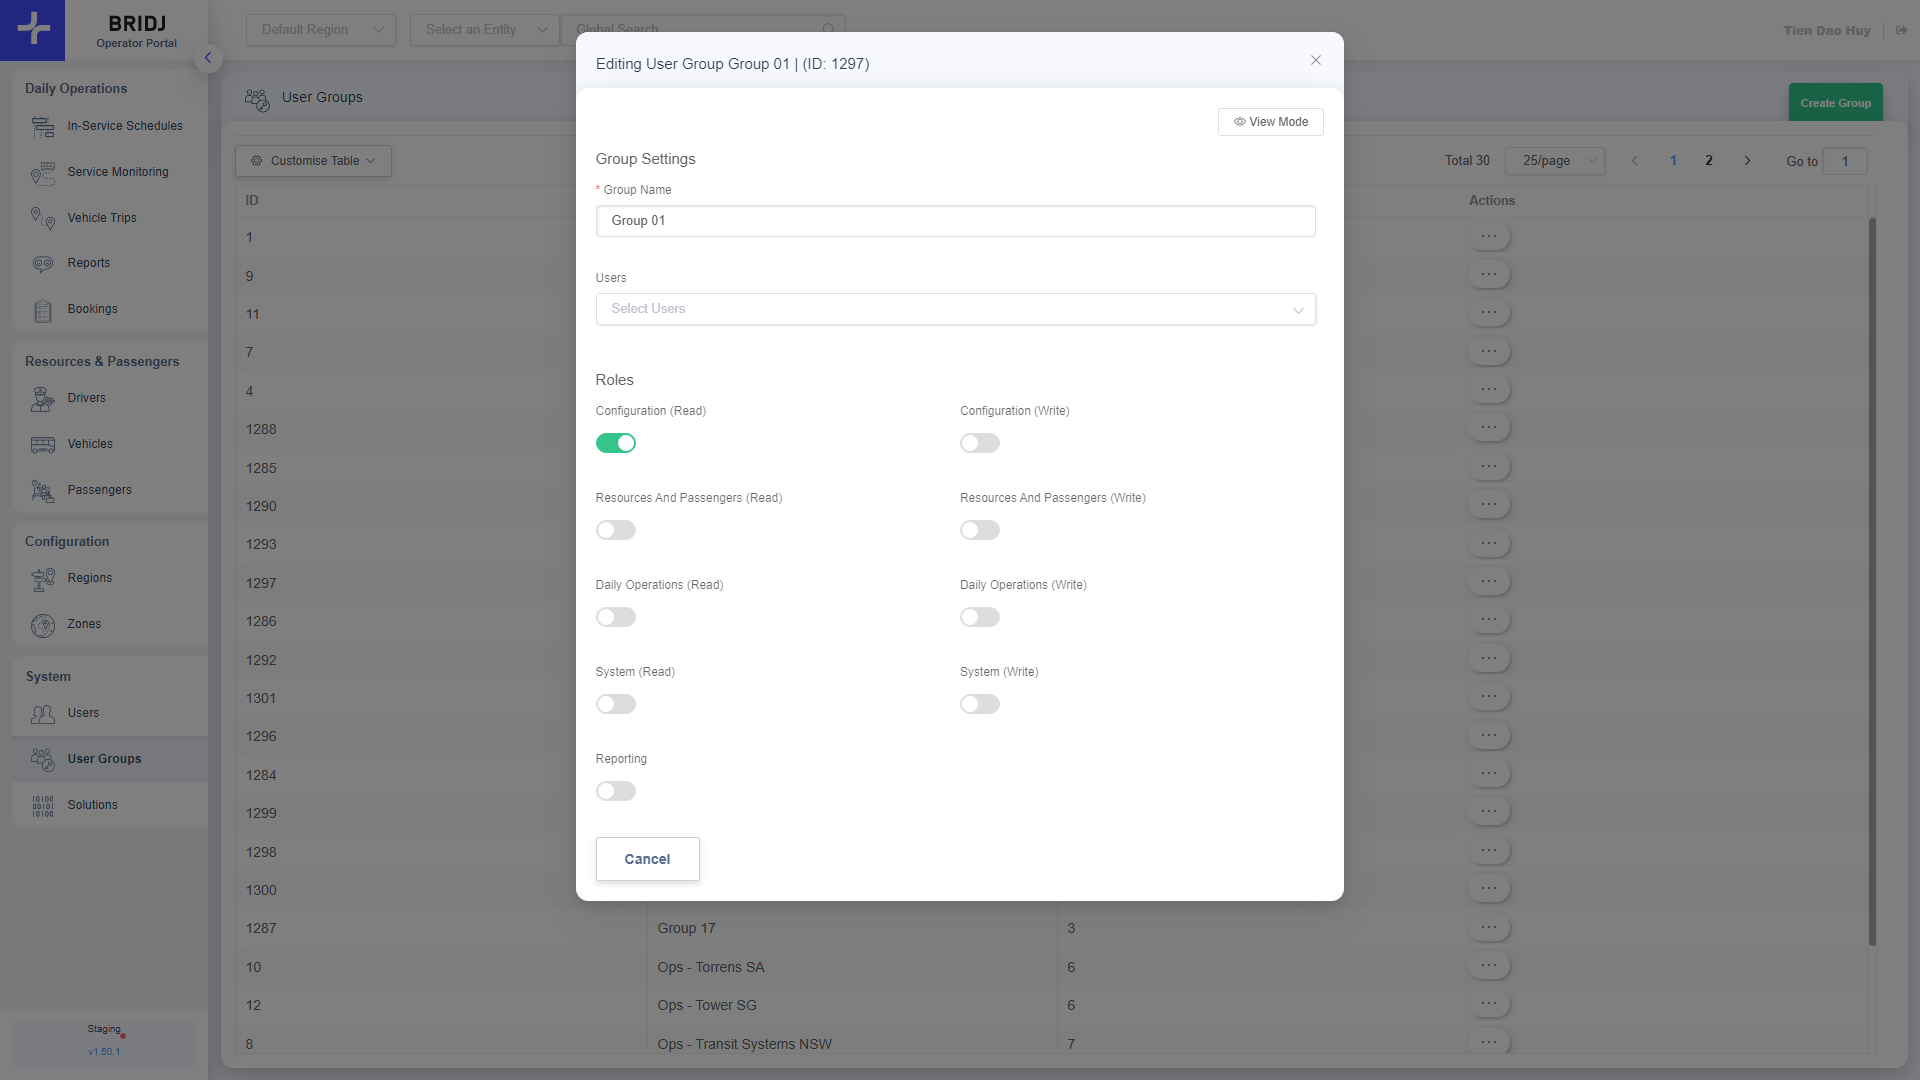 BRIDJ
Operator Portal
Default Region
Select an Entity
Global Search
Tien Dao Huy
Daily Operations
In-Service Schedules
Service Monitoring
Vehicle Trips
Reports
Bookings
Resources & Passengers
Drivers
Vehicles
Passengers
Configuration
Regions
Zones
System
Users
User Groups
Solutions
Staging
v1.50.1
User Groups
Create Group
Customise Table
Total 30
25/page
1
2
Go to
1
ID
Actions
1
9
11
7
4
1288
1285
1290
1293
1297
1286
1292
1301
1296
1284
1299
1298
1300
1287 Group 17 3
10 Ops - Torrens SA 6
12 Ops - Tower SG 6
8 Ops - Transit Systems NSW 7
Editing User Group Group 01 | (ID: 1297)
View Mode
Group Settings
* Group Name
Group 01
Users
Select Users
Roles
Configuration (Read)
Configuration (Write)
Resources And Passengers (Read)
Resources And Passengers (Write)
Daily Operations (Read)
Daily Operations (Write)
System (Read)
System (Write)
Reporting
Cancel